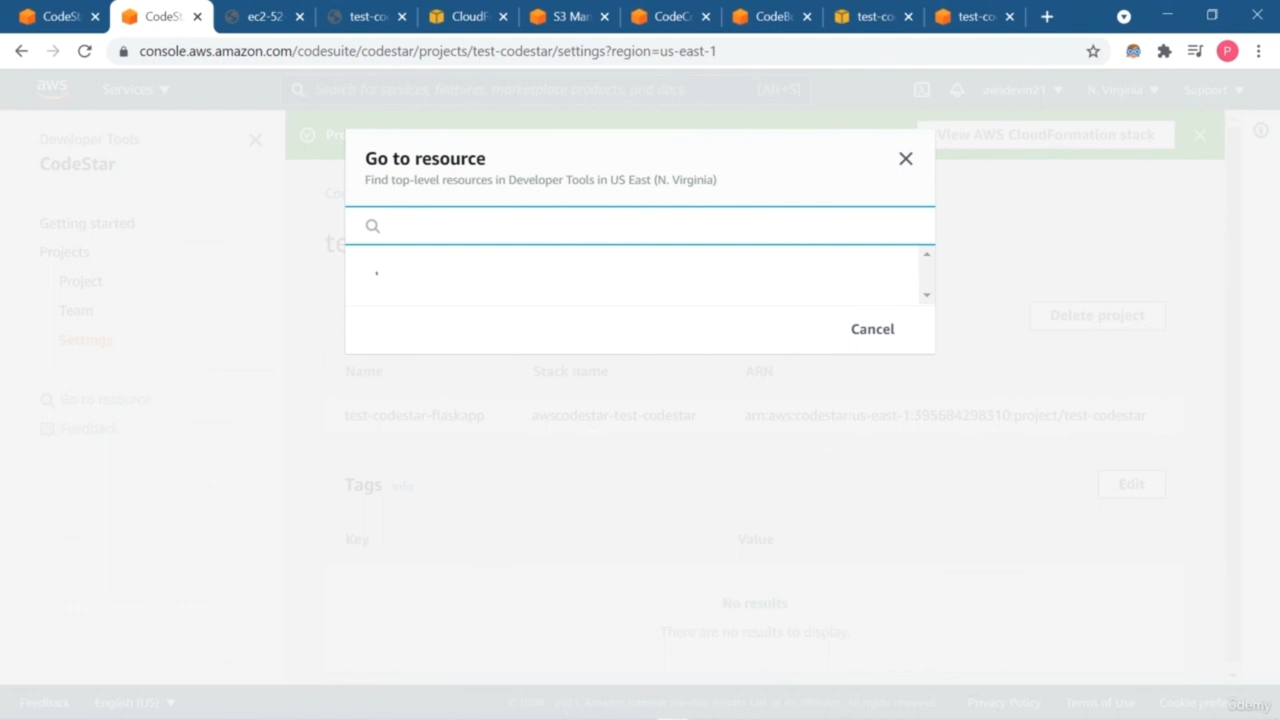 CodeSt
CodeSt
ec2-52
test-co
CloudF
S3 Man
CodeC
CodeB
test-co
test-co
console.aws.amazon.com/codesuite/codestar/projects/test-codestar/settings?region=us-east-1
P
aws
Services
Search for services, features, marketplace products, and docs
[Alt+S]
awsdevin21
N. Virginia
Support
Developer Tools
CodeStar
Getting started
Projects
Project
Team
Settings
Go to resource
Feedback
View AWS CloudFormation stack
Go to resource
Find top-level resources in Developer Tools in US East (N. Virginia)
Cancel
Delete project
Name
Stack name
ARN
test-codestar-flaskapp
awscodestar-test-codestar
arn:aws:codestar:us-east-1:395684298310:project/test-codestar
Tags
Info
Edit
Key
Value
No results
There are no results to display.
Feedback
English (US)
Privacy Policy
Terms of Use
Cookie prefe
ûdemy